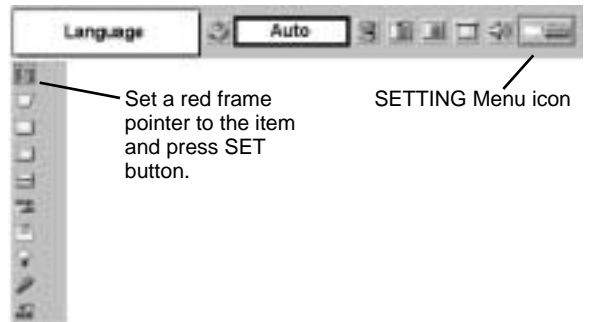 Language
Auto
Set a red frame
pointer to the item
and press SET
button.
SETTING Menu icon